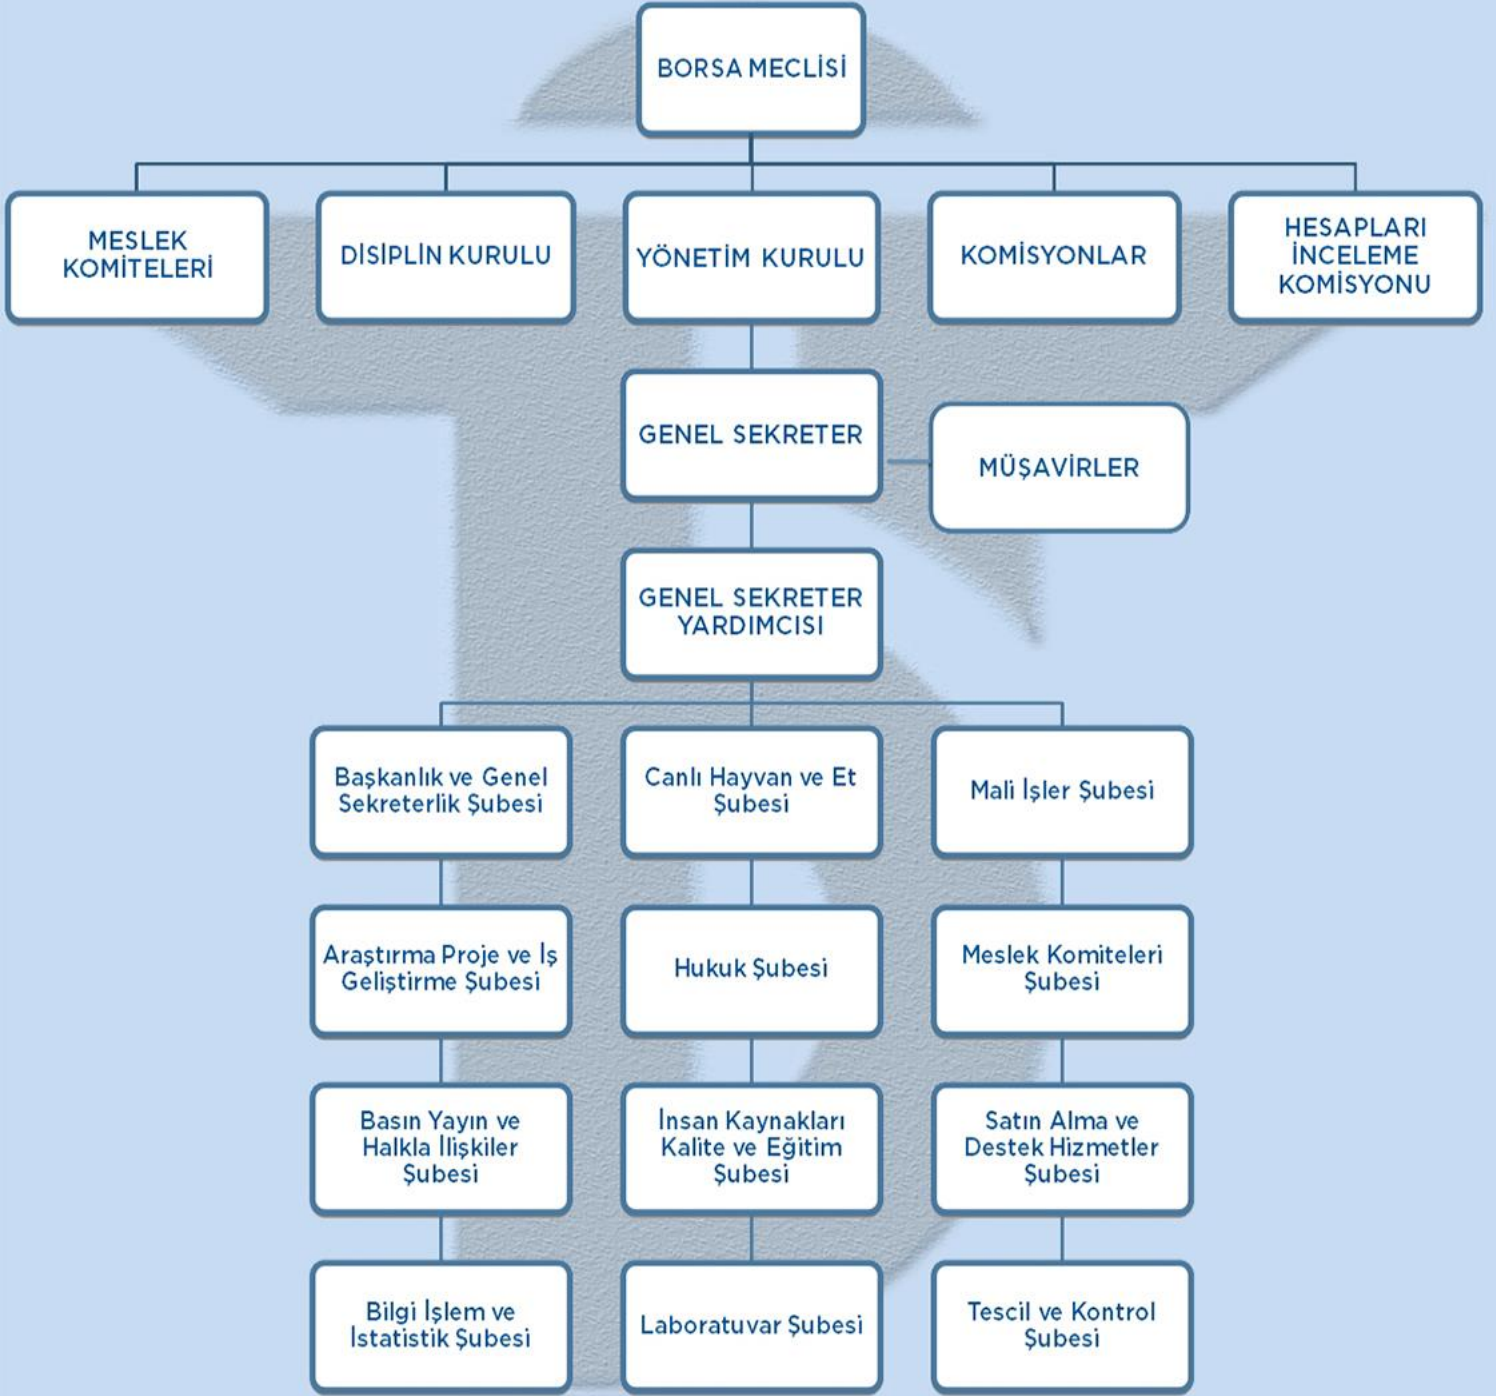 BORSA MECLİSİ
MESLEK
KOMİTELERİ
DİSİPLİN KURULU
YÖNETİM KURULU
KOMİSYONLAR
HESAPLARI
İNCELEME
KOMİSYONU
GENEL SEKRETER
MÜŞAVİRLER
GENEL SEKRETER
YARDIMCISI
Başkanlık ve Genel
Sekreterlik Şubesi
Canlı Hayvan ve Et
Şubesi
Mali İşler Şubesi
Araştırma Proje ve İş
Geliştirme Şubesi
Hukuk Şubesi
Meslek Komiteleri
Şubesi
Basın Yayın ve
Halkla İlişkiler
Şubesi
İnsan Kaynakları
Kalite ve Eğitim
Şubesi
Satın Alma ve
Destek Hizmetler
Şubesi
Bilgi İşlem ve
İstatistik Şubesi
Laboratuvar Şubesi
Tescil ve Kontrol
Şubesi